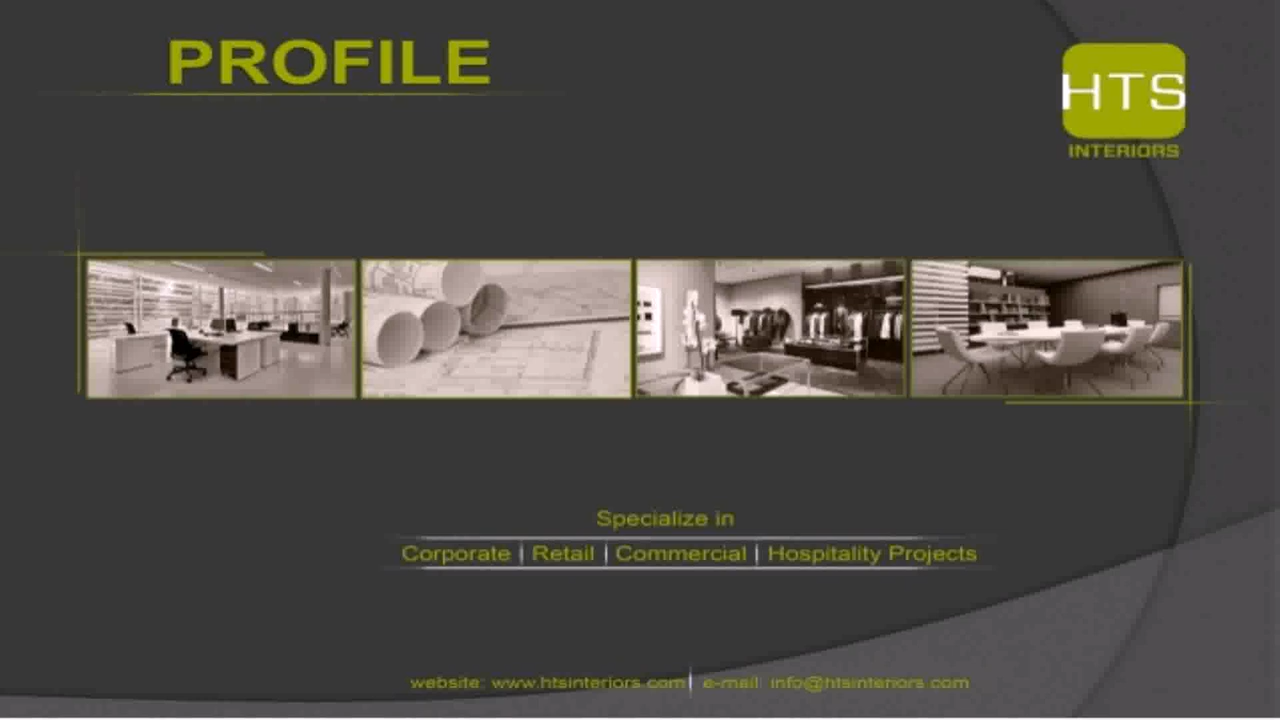 PROFILE
HTS
INTERIORS
Specialize in
Corporate | Retail | Commercial | Hospitality Projects
website: www.htsinteriors.com | e-mail: info@htsinteriors.com